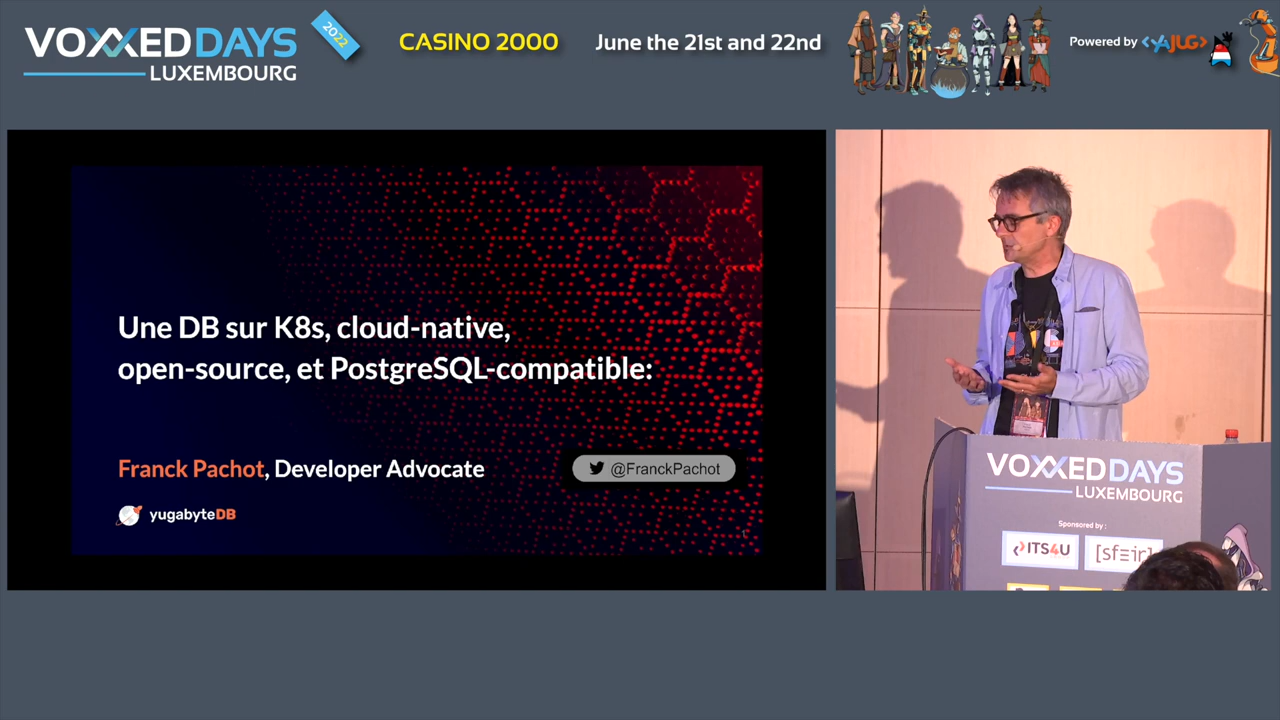 VOXXED DAYS
LUXEMBOURG
2022
CASINO 2000
June the 21st and 22nd
Powered by <YAJUG>
Une DB sur K8s, cloud-native,
open-source, et PostgreSQL-compatible:
Franck Pachot, Developer Advocate
@FranckPachot
yugabyteDB
VOXXED DAYS
LUXEMBOURG
Sponsored by :
ITS4U
[sfeir]